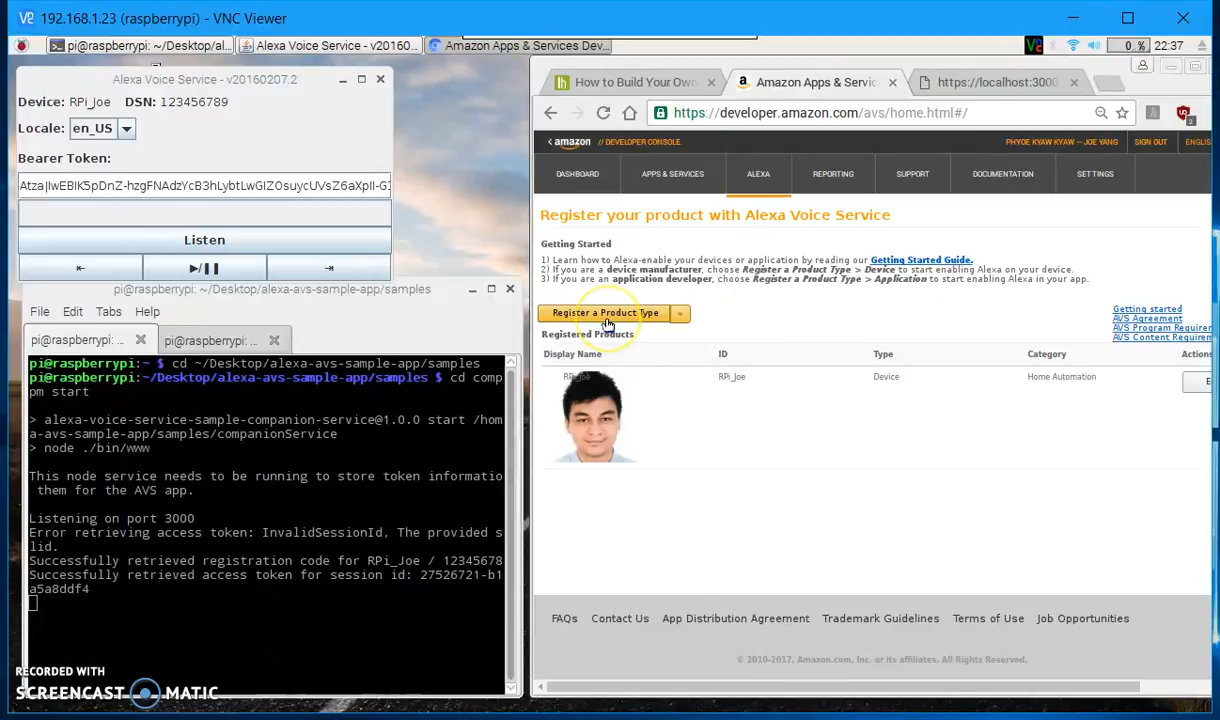 192.168.1.23 (raspberrypi) - VNC Viewer
pi@raspberrypi: ~/Desktop/al...
Alexa Voice Service - v20160...
Amazon Apps & Services Dev...
0 %
22:37
Alexa Voice Service - v20160207.2
Device: RPi_Joe DSN: 123456789
Locale: en_US
Bearer Token:
Listen
pi@raspberrypi: ~/Desktop/alexa-avs-sample-app/samples
File Edit Tabs Help
pi@raspberrypi: ...
pi@raspberrypi: ...
pi@raspberrypi:~ $ cd ~/Desktop/alexa-avs-sample-app/samples
pi@raspberrypi:~/Desktop/alexa-avs-sample-app/samples $ cd comp
pm start
> alexa-voice-service-sample-companion-service@1.0.0 start /hom
a-avs-sample-app/samples/companionService
> node ./bin/www
This node service needs to be running to store token informatio
them for the AVS app.
Listening on port 3000
Error retrieving access token: InvalidSessionId, The provided s
lid.
Successfully retrieved registration code for RPi_Joe / 12345678
Successfully retrieved access token for session id: 27526721-b1
a5a8ddf4
RECORDED WITH
SCREENCAST MATIC
How to Build Your Own
Amazon Apps & Servic
https://localhost:3000
https://developer.amazon.com/avs/home.html#/
amazon // DEVELOPER CONSOLE
PHYOE KYAW KYAW — JOE YANG
SIGN OUT
ENGLIS
DASHBOARD
APPS & SERVICES
ALEXA
REPORTING
SUPPORT
DOCUMENTATION
SETTINGS
Register your product with Alexa Voice Service
Getting Started
1) Learn how to Alexa-enable your devices or application by reading our Getting Started Guide.
2) If you are a device manufacturer, choose Register a Product Type > Device to start enabling Alexa on your device.
3) If you are an application developer, choose Register a Product Type > Application to start enabling Alexa in your app.
Register a Product Type
Getting started
AVS Agreement
AVS Program Requiren
AVS Content Requirem
Registered Products
Display Name ID Type Category Actions
RPi_Joe RPi_Joe Device Home Automation E
FAQs Contact Us App Distribution Agreement Trademark Guidelines Terms of Use Job Opportunities
© 2010-2017, Amazon.com, Inc. or its affiliates. All Rights Reserved.